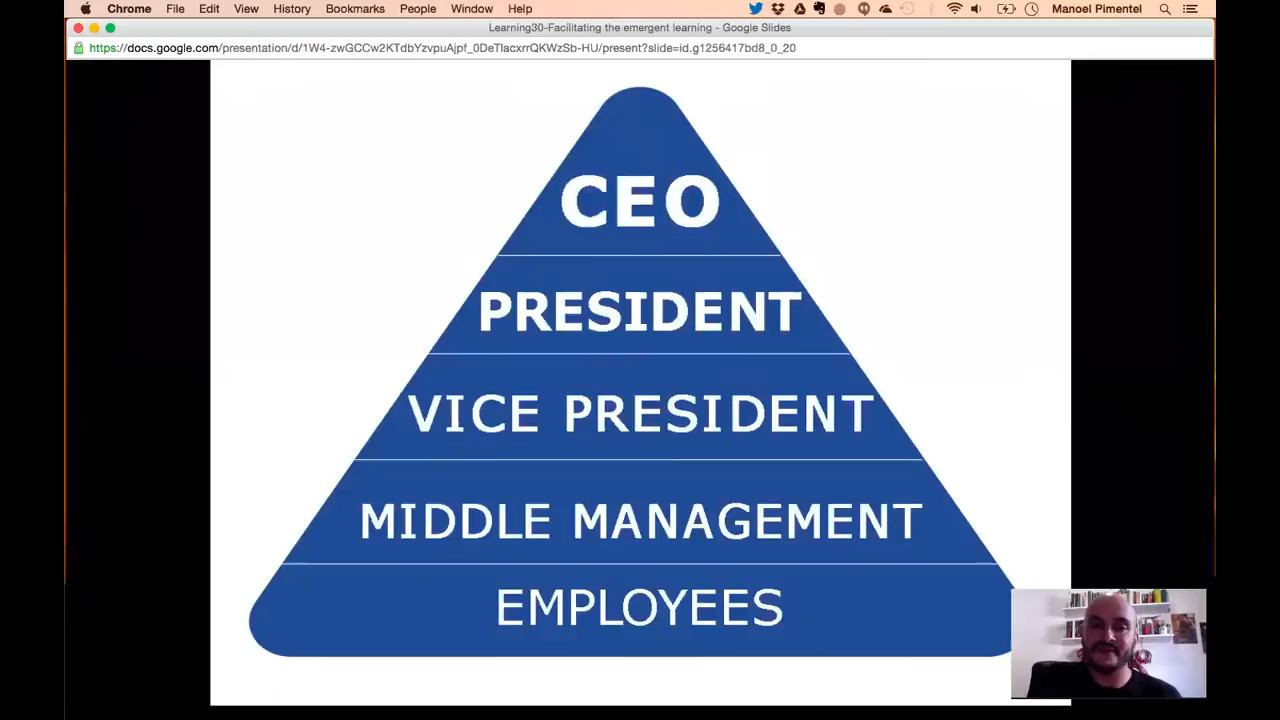 Chrome File Edit View History Bookmarks People Window Help Manoel Pimentel
Learning30-Facilitating the emergent learning - Google Slides
https://docs.google.com/presentation/d/1W4-zwGCCw2KTdbYzvpuAjpf_0DeTlacxrrQKWzSb-HU/present?slide=id.g1256417bd8_0_20
CEO
PRESIDENT
VICE PRESIDENT
MIDDLE MANAGEMENT
EMPLOYEES